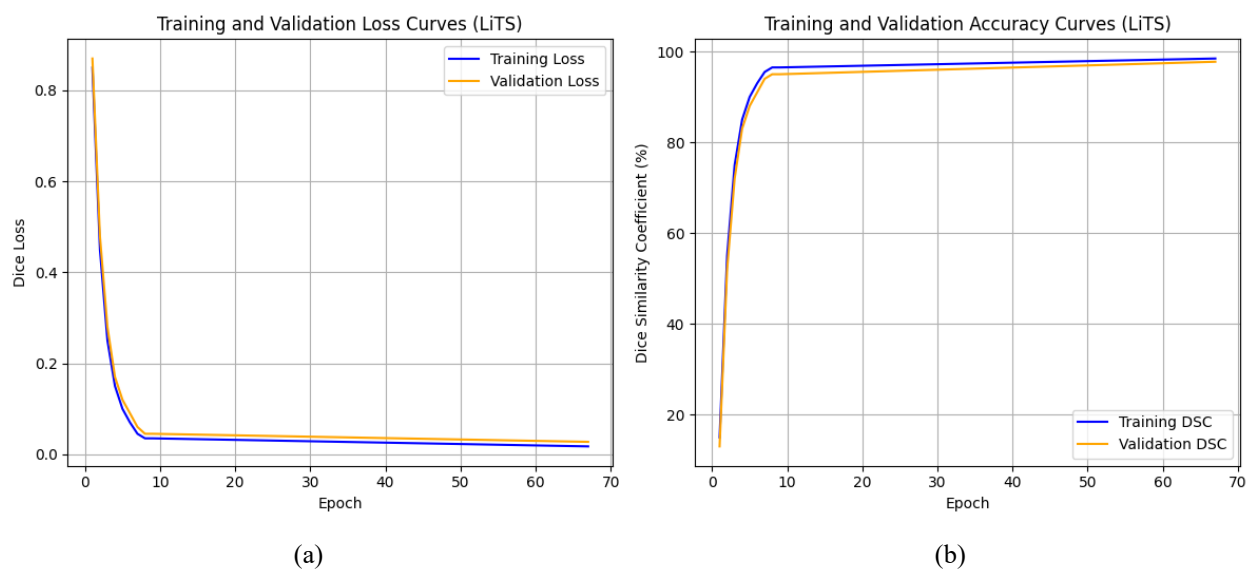 Training and Validation Loss Curves (LiTS)
Dice Loss
0.8
0.6
0.4
0.2
0.0
Training Loss
Validation Loss
0 10 20 30 40 50 60 70
Epoch
(a)
Training and Validation Accuracy Curves (LiTS)
Dice Similarity Coefficient (%)
100
80
60
40
20
Training DSC
Validation DSC
0 10 20 30 40 50 60 70
Epoch
(b)